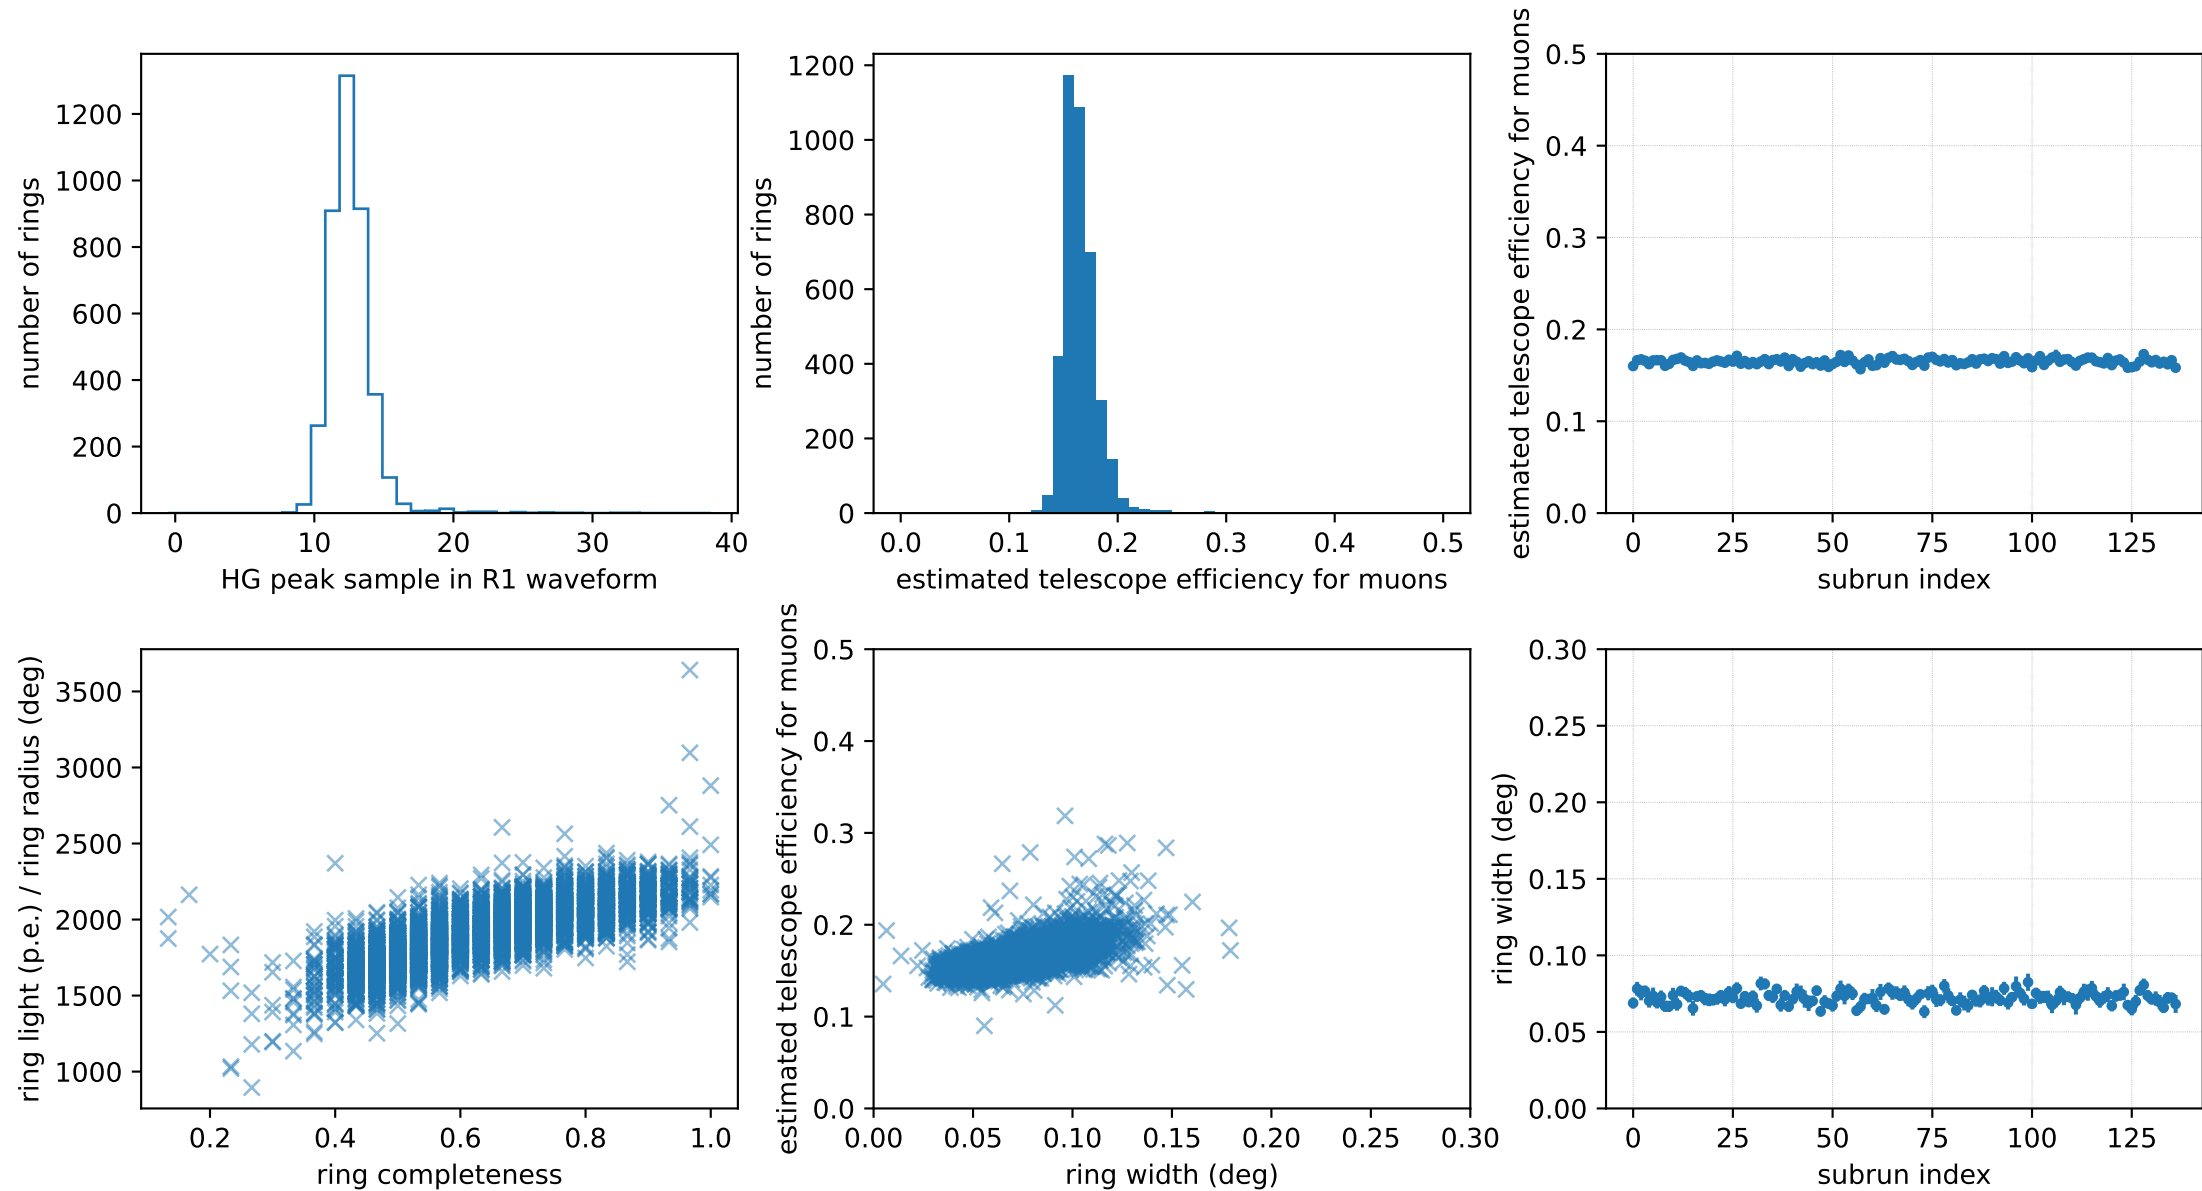 number of rings
1200
1000
800
600
400
200
0
0 10 20 30 40
HG peak sample in R1 waveform
number of rings
1200
1000
800
600
400
200
0
0.0 0.1 0.2 0.3 0.4 0.5
estimated telescope efficiency for muons
estimated telescope efficiency for muons
0.5
0.4
0.3
0.2
0.1
0.0
0 25 50 75 100 125
subrun index
ring light (p.e.) / ring radius (deg)
3500
3000
2500
2000
1500
1000
0.2 0.4 0.6 0.8 1.0
ring completeness
estimated telescope efficiency for muons
0.5
0.4
0.3
0.2
0.1
0.0
0.00 0.05 0.10 0.15 0.20 0.25 0.30
ring width (deg)
ring width (deg)
0.30
0.25
0.20
0.15
0.10
0.05
0.00
0 25 50 75 100 125
subrun index